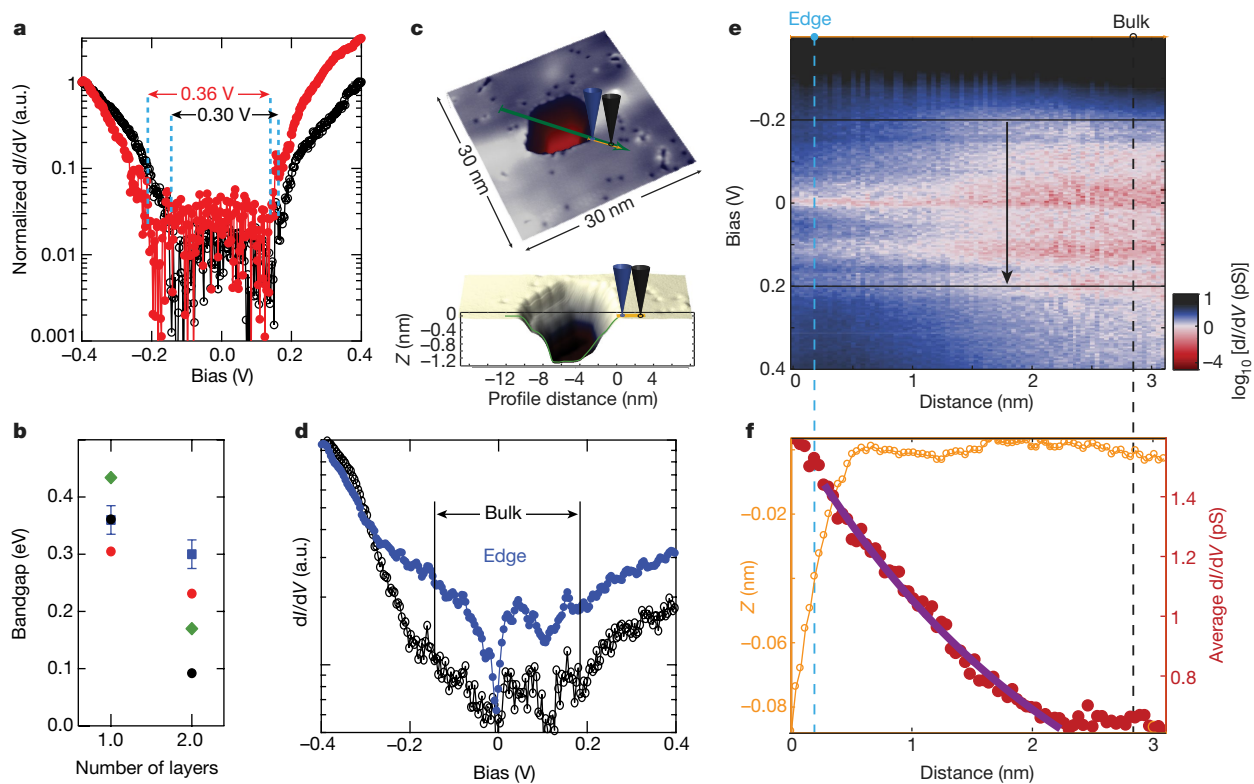 a
Normalized dI/dV (a.u.)
1
0.1
0.01
0.001
0.36 V
0.30 V
−0.4
−0.2
0.0
0.2
0.4
Bias (V)
b
Bandgap (eV)
0.4
0.3
0.2
0.1
0.0
1.0
2.0
Number of layers
c
30 nm
30 nm
Z (nm)
0
−0.4
−0.8
−1.2
−12
−8
−4
0
4
Profile distance (nm)
d
dI/dV (a.u.)
Bulk
Edge
−0.4
−0.2
0
0.2
0.4
Bias (V)
Edge
Bulk
e
Bias (V)
−0.2
0
0.2
0.4
0
1
2
3
Distance (nm)
1
0
−4
log10 [dI/dV (pS)]
f
Z (nm)
−0.02
−0.04
−0.06
−0.08
1.4
1.2
1
0.8
Average dI/dV (pS)
0
1
2
3
Distance (nm)